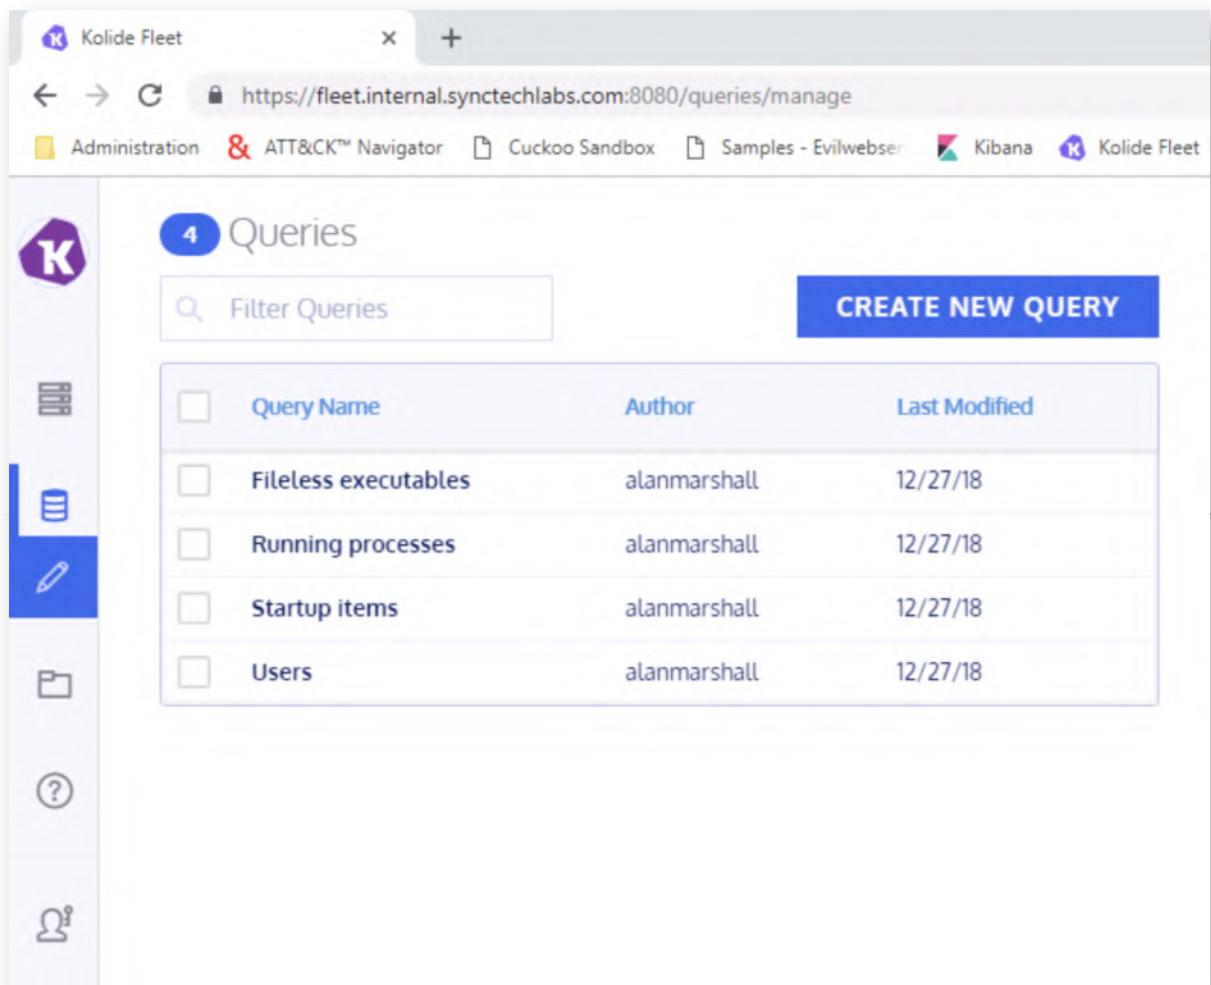 Kolide Fleet
https://fleet.internal.synctechlabs.com:8080/queries/manage
Administration ATT&CK™ Navigator Cuckoo Sandbox Samples - Evilwebser Kibana Kolide Fleet
4 Queries
Filter Queries CREATE NEW QUERY
Query Name Author Last Modified
Fileless executables alanmarshall 12/27/18
Running processes alanmarshall 12/27/18
Startup items alanmarshall 12/27/18
Users alanmarshall 12/27/18